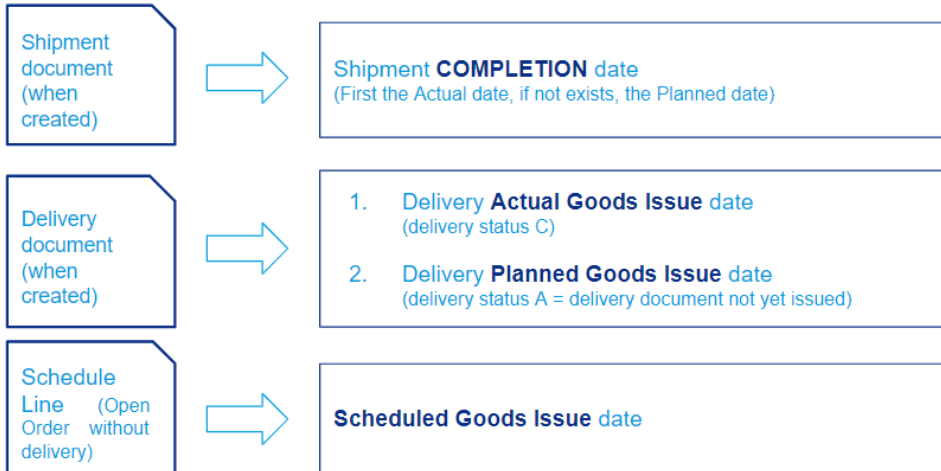 Shipment
document
(when
created)
Shipment COMPLETION date
(First the Actual date, if not exists, the Planned date)
Delivery
document
(when
created)
1. Delivery Actual Goods Issue date
(delivery status C)
2. Delivery Planned Goods Issue date
(delivery status A = delivery document not yet issued)
Schedule
Line (Open
Order without
delivery)
Scheduled Goods Issue date